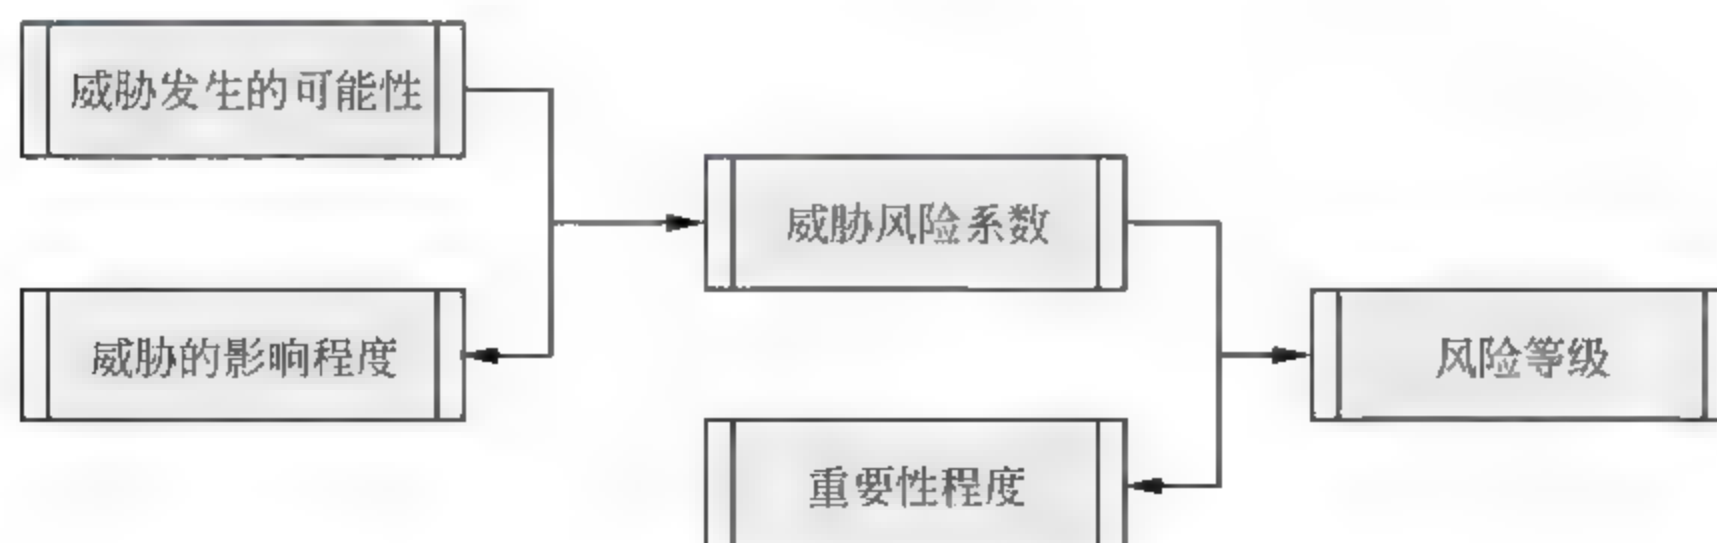 威胁发生的可能性
威胁风险系数
威胁的影响程度
风险等级
重要性程度